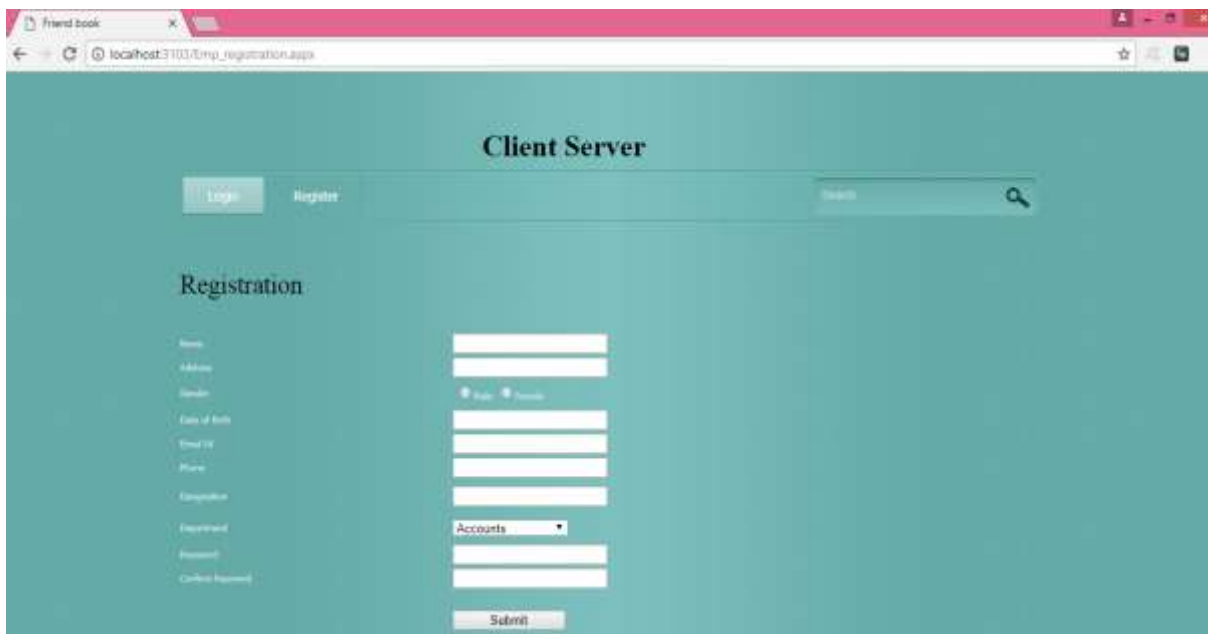 Friend book
localhost:3103/Emp_registration.aspx
Client Server
Login Register Search
Registration
Name
Address
Gender Male Female
Date of Birth
Email Id
Phone
Designation
Department Accounts
Password
Confirm Password
Submit